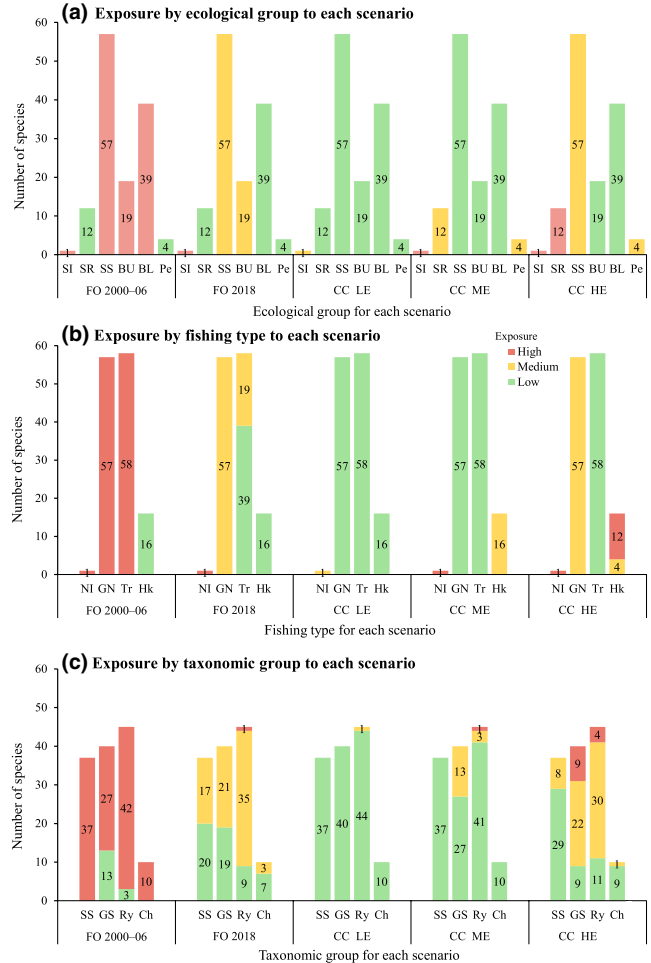 (a) Exposure by ecological group to each scenario
Number of species
60
50
40
30
20
10
0
1 12 57 19 39 4
1 12 57 19 39 4
1 12 57 19 39 4
1 12 57 19 39 4
1 12 57 19 39 4
SI SR SS BU BL Pe SI SR SS BU BL Pe SI SR SS BU BL Pe SI SR SS BU BL Pe SI SR SS BU BL Pe
FO 2000–06 FO 2018 CC LE CC ME CC HE
Ecological group for each scenario
(b) Exposure by fishing type to each scenario
Exposure
High
Medium
Low
Number of species
60
50
40
30
20
10
0
1 57 58 16
1 57 19 39 16
1 57 58 16
1 57 58 16
1 57 58 12 4
NI GN Tr Hk NI GN Tr Hk NI GN Tr Hk NI GN Tr Hk NI GN Tr Hk
FO 2000–06 FO 2018 CC LE CC ME CC HE
Fishing type for each scenario
(c) Exposure by taxonomic group to each scenario
Number of species
60
50
40
30
20
10
0
37 27 13 42 3 10
17 20 21 19 1 35 9 3 7
37 40 1 44 10
37 13 27 1 3 41 10
8 29 9 22 9 4 30 11 1 9
SS GS Ry Ch SS GS Ry Ch SS GS Ry Ch SS GS Ry Ch SS GS Ry Ch
FO 2000–06 FO 2018 CC LE CC ME CC HE
Taxonomic group for each scenario